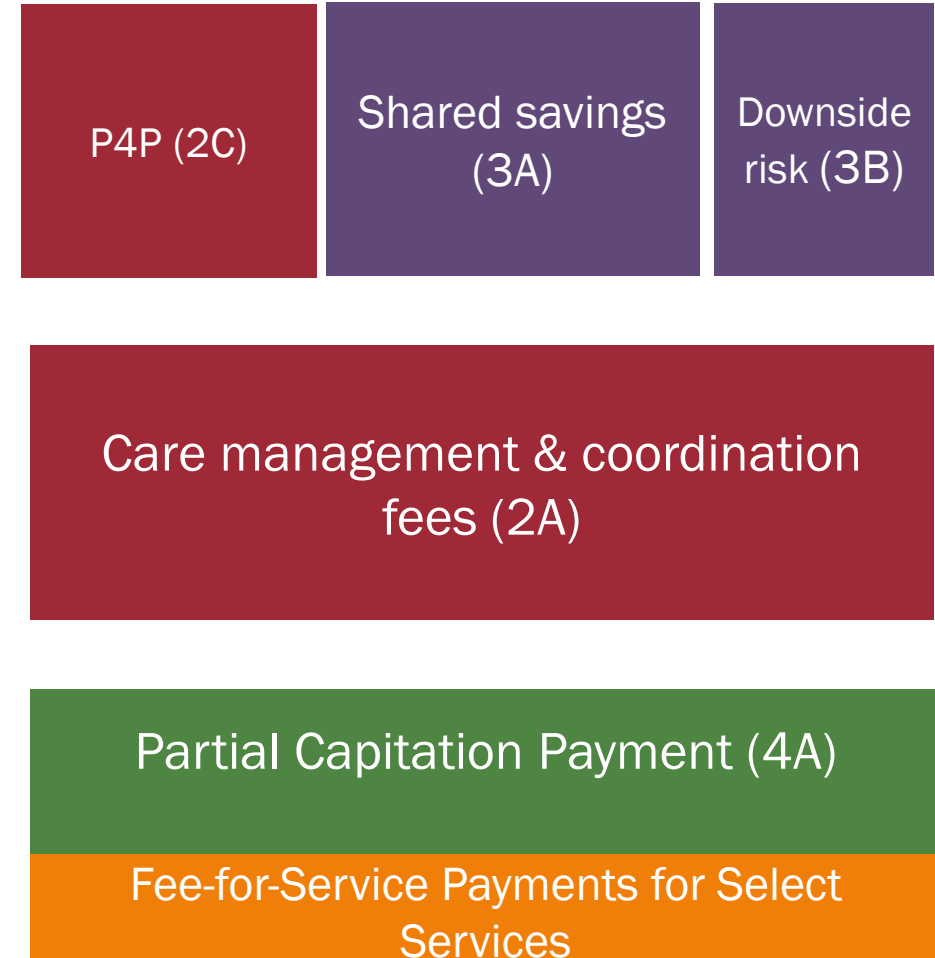 P4P (2C)
Shared savings
(3A)
Downside
risk (3B)
Care management & coordination
fees (2A)
Partial Capitation Payment (4A)
Fee-for-Service Payments for Select
Services